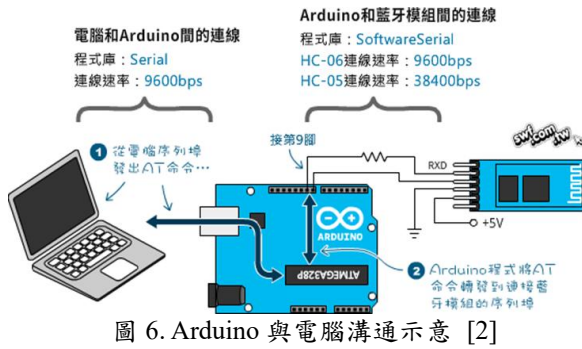 電腦和Arduino間的連線
程式庫：Serial
連線速率：9600bps
Arduino和藍牙模組間的連線
程式庫：SoftwareSerial
HC-06連線速率：9600bps
HC-05連線速率：38400bps
1 從電腦序列埠
發出AT命令…
接第9腳
RXD
swf.com.tw
+5V
ARDUINO
ATMEGA328P
2 Arduino程式將AT
命令轉發到連接藍
牙模組的序列埠
圖 6. Arduino 與電腦溝通示意 [2]